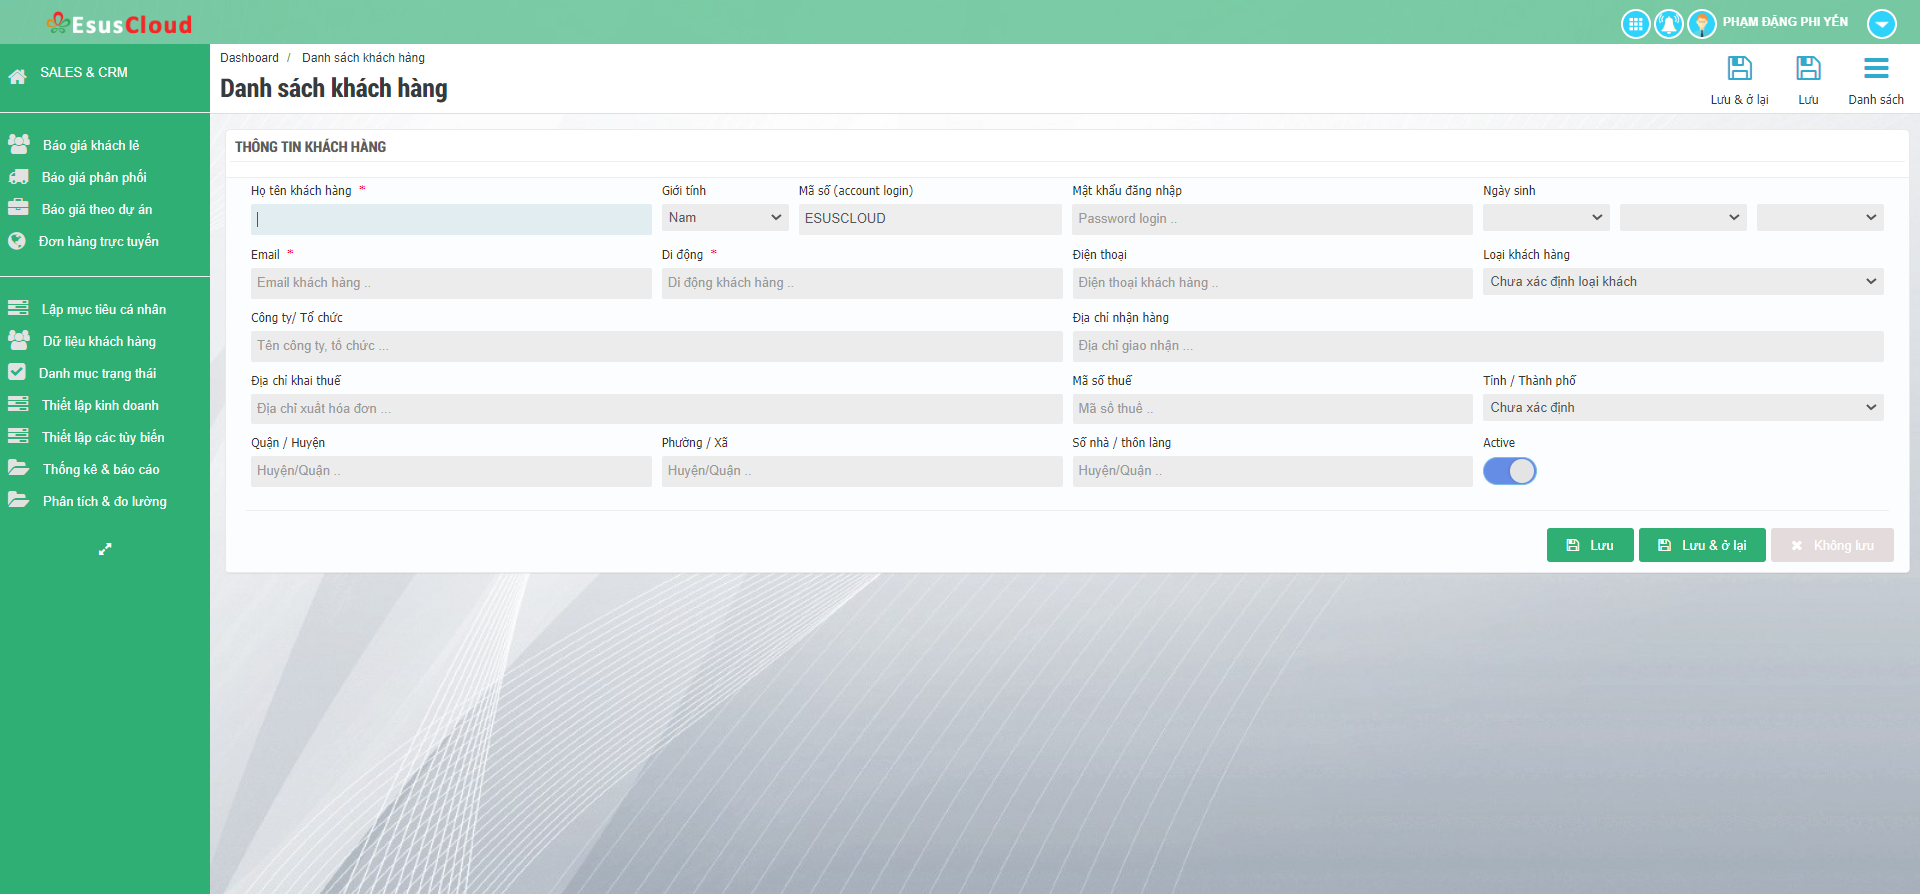 EsusCloud
PHẠM ĐẶNG PHI YẾN
SALES & CRM
Báo giá khách lẻ
Báo giá phân phối
Báo giá theo dự án
Đơn hàng trực tuyến
Lập mục tiêu cá nhân
Dữ liệu khách hàng
Danh mục trạng thái
Thiết lập kinh doanh
Thiết lập các tùy biến
Thống kê & báo cáo
Phân tích & đo lường
Dashboard / Danh sách khách hàng
Danh sách khách hàng
Lưu & ở lại Lưu Danh sách
THÔNG TIN KHÁCH HÀNG
Họ tên khách hàng * Giới tính Mã số (account login) Mật khẩu đăng nhập Ngày sinh
Nam ESUSCLOUD Password login ..
Email * Di động * Điện thoại Loại khách hàng
Email khách hàng .. Di động khách hàng .. Điện thoại khách hàng .. Chưa xác định loại khách
Công ty/ Tổ chức Địa chỉ nhận hàng
Tên công ty, tổ chức ... Địa chỉ giao nhận ...
Địa chỉ khai thuế Mã số thuế Tỉnh / Thành phố
Địa chỉ xuất hóa đơn ... Mã số thuế .. Chưa xác định
Quận / Huyện Phường / Xã Số nhà / thôn làng Active
Huyện/Quận .. Huyện/Quận .. Huyện/Quận ..
Lưu Lưu & ở lại Không lưu